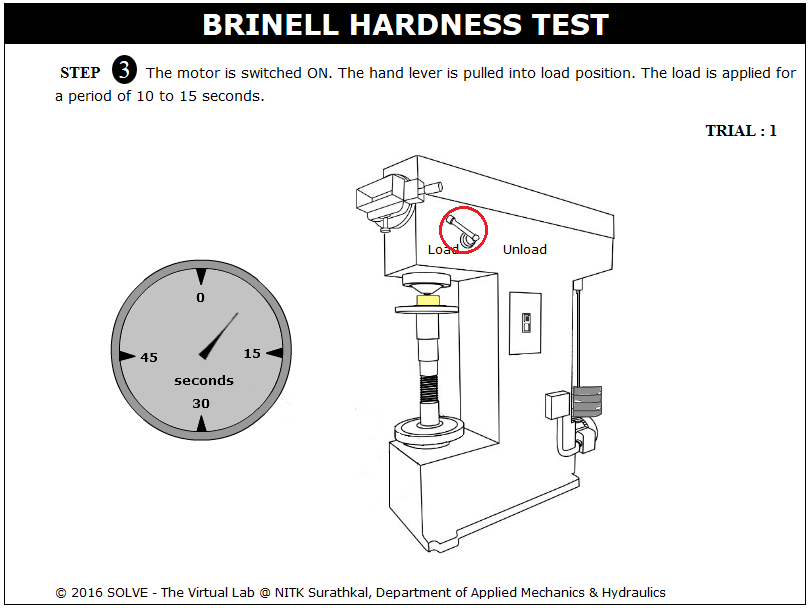 BRINELL HARDNESS TEST
STEP 3 The motor is switched ON. The hand lever is pulled into load position. The load is applied for
a period of 10 to 15 seconds.
TRIAL : 1
Load Unload
0
45 15
seconds
30
© 2016 SOLVE - The Virtual Lab @ NITK Surathkal, Department of Applied Mechanics & Hydraulics